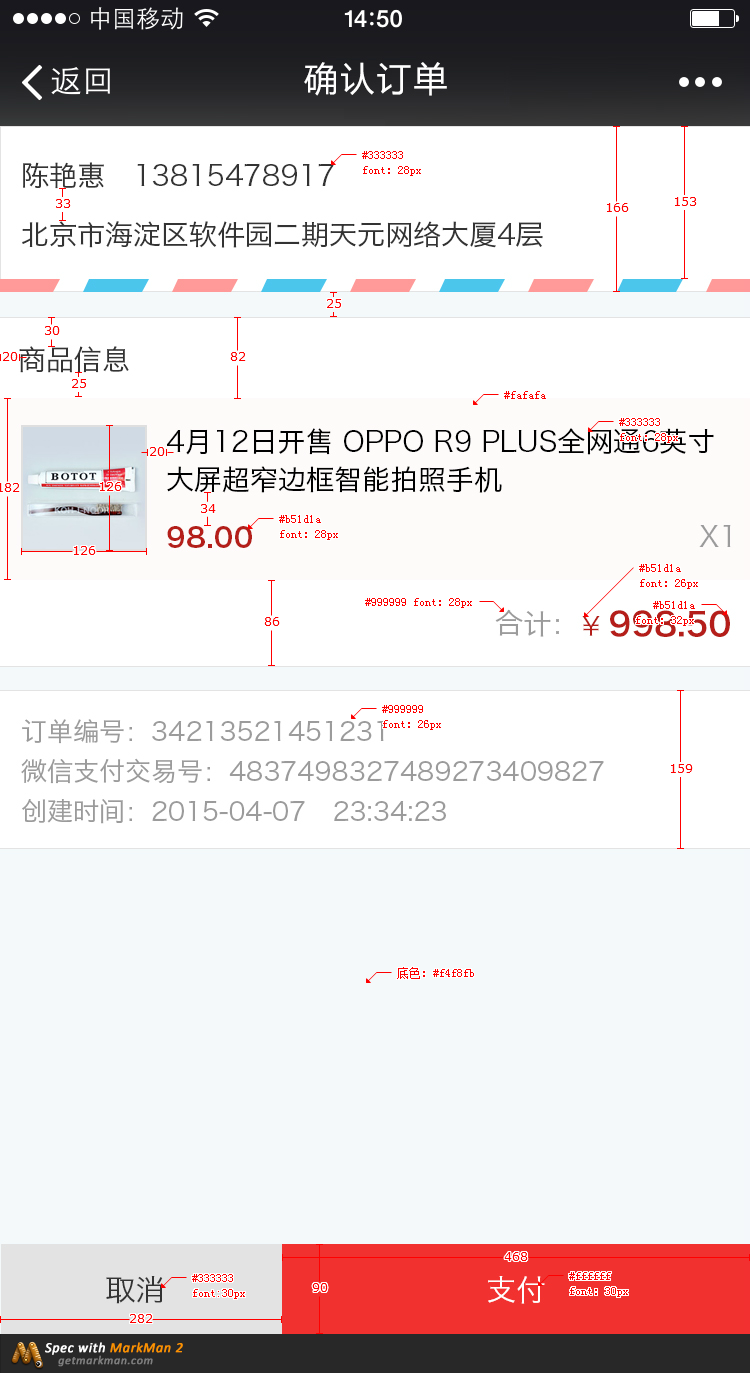 中国移动 14:50
返回 确认订单
陈艳惠 13815478917
#333333
font: 28px
166
153
33
北京市海淀区软件园二期天元网络大厦4层
25
30
20
商品信息
82
25
#fafafa
182
BOTOT
126
126
20
4月12日开售 OPPO R9 PLUS全网通6英寸
#333333
font: 28px
大屏超窄边框智能拍照手机
34
98.00
#b51d1a
font: 28px
X1
#b51d1a
font: 26px
86
#999999 font: 28px
合计：
¥ 998.50
#b51d1a
font: 32px
订单编号：34213521451231
#999999
font: 26px
微信支付交易号：4837498327489273409827
159
创建时间：2015-04-07 23:34:23
底色: #f4f8fb
468
取消
#333333
font:30px
90
支付
#ffffff
font: 30px
282
Spec with MarkMan 2
getmarkman.com